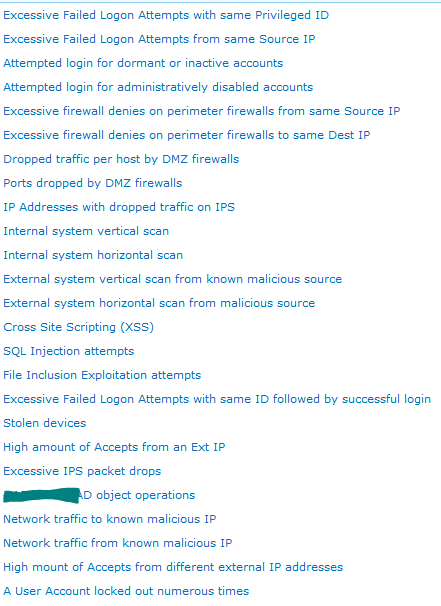 Excessive Failed Logon Attempts with same Privileged ID
Excessive Failed Logon Attempts from same Source IP
Attempted login for dormant or inactive accounts
Attempted login for administratively disabled accounts
Excessive firewall denies on perimeter firewalls from same Source IP
Excessive firewall denies on perimeter firewalls to same Dest IP
Dropped traffic per host by DMZ firewalls
Ports dropped by DMZ firewalls
IP Addresses with dropped traffic on IPS
Internal system vertical scan
Internal system horizontal scan
External system vertical scan from known malicious source
External system horizontal scan from malicious source
Cross Site Scripting (XSS)
SQL Injection attempts
File Inclusion Exploitation attempts
Excessive Failed Logon Attempts with same ID followed by successful login
Stolen devices
High amount of Accepts from an Ext IP
Excessive IPS packet drops
AD object operations
Network traffic to known malicious IP
Network traffic from known malicious IP
High mount of Accepts from different external IP addresses
A User Account locked out numerous times